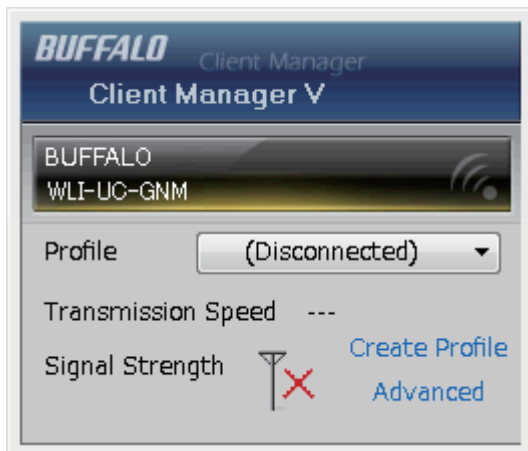 BUFFALO Client Manager
Client Manager V
BUFFALO
WLI-UC-GNM
Profile (Disconnected)
Transmission Speed ---
Signal Strength
Create Profile
Advanced